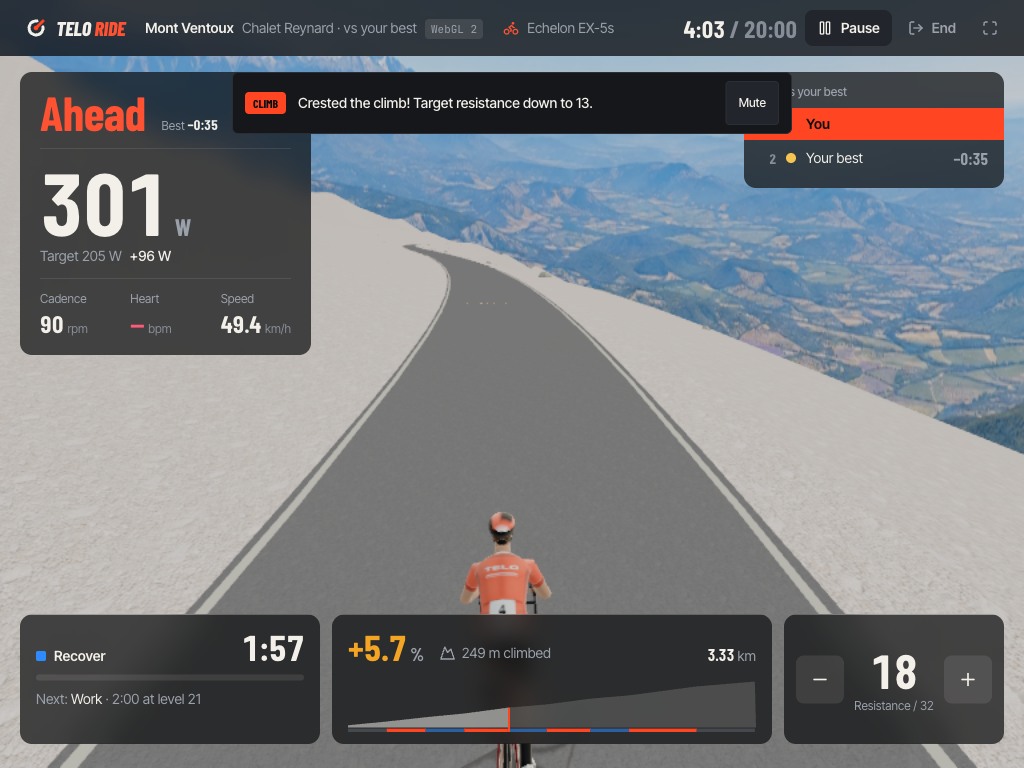 TELO RIDE
Mont Ventoux Chalet Reynard · vs your best WebGL 2 Echelon EX-5s 4:03 / 20:00 Pause End
Ahead Best −0:35
301 W
Target 205 W +96 W
Cadence Heart Speed
90 rpm – bpm 49.4 km/h
CLIMB Crested the climb! Target resistance down to 13. Mute
s your best
You
2 Your best −0:35
TELO
4
Recover 1:57
Next: Work · 2:00 at level 21
+5.7 % 249 m climbed 3.33 km
− 18 +
Resistance / 32